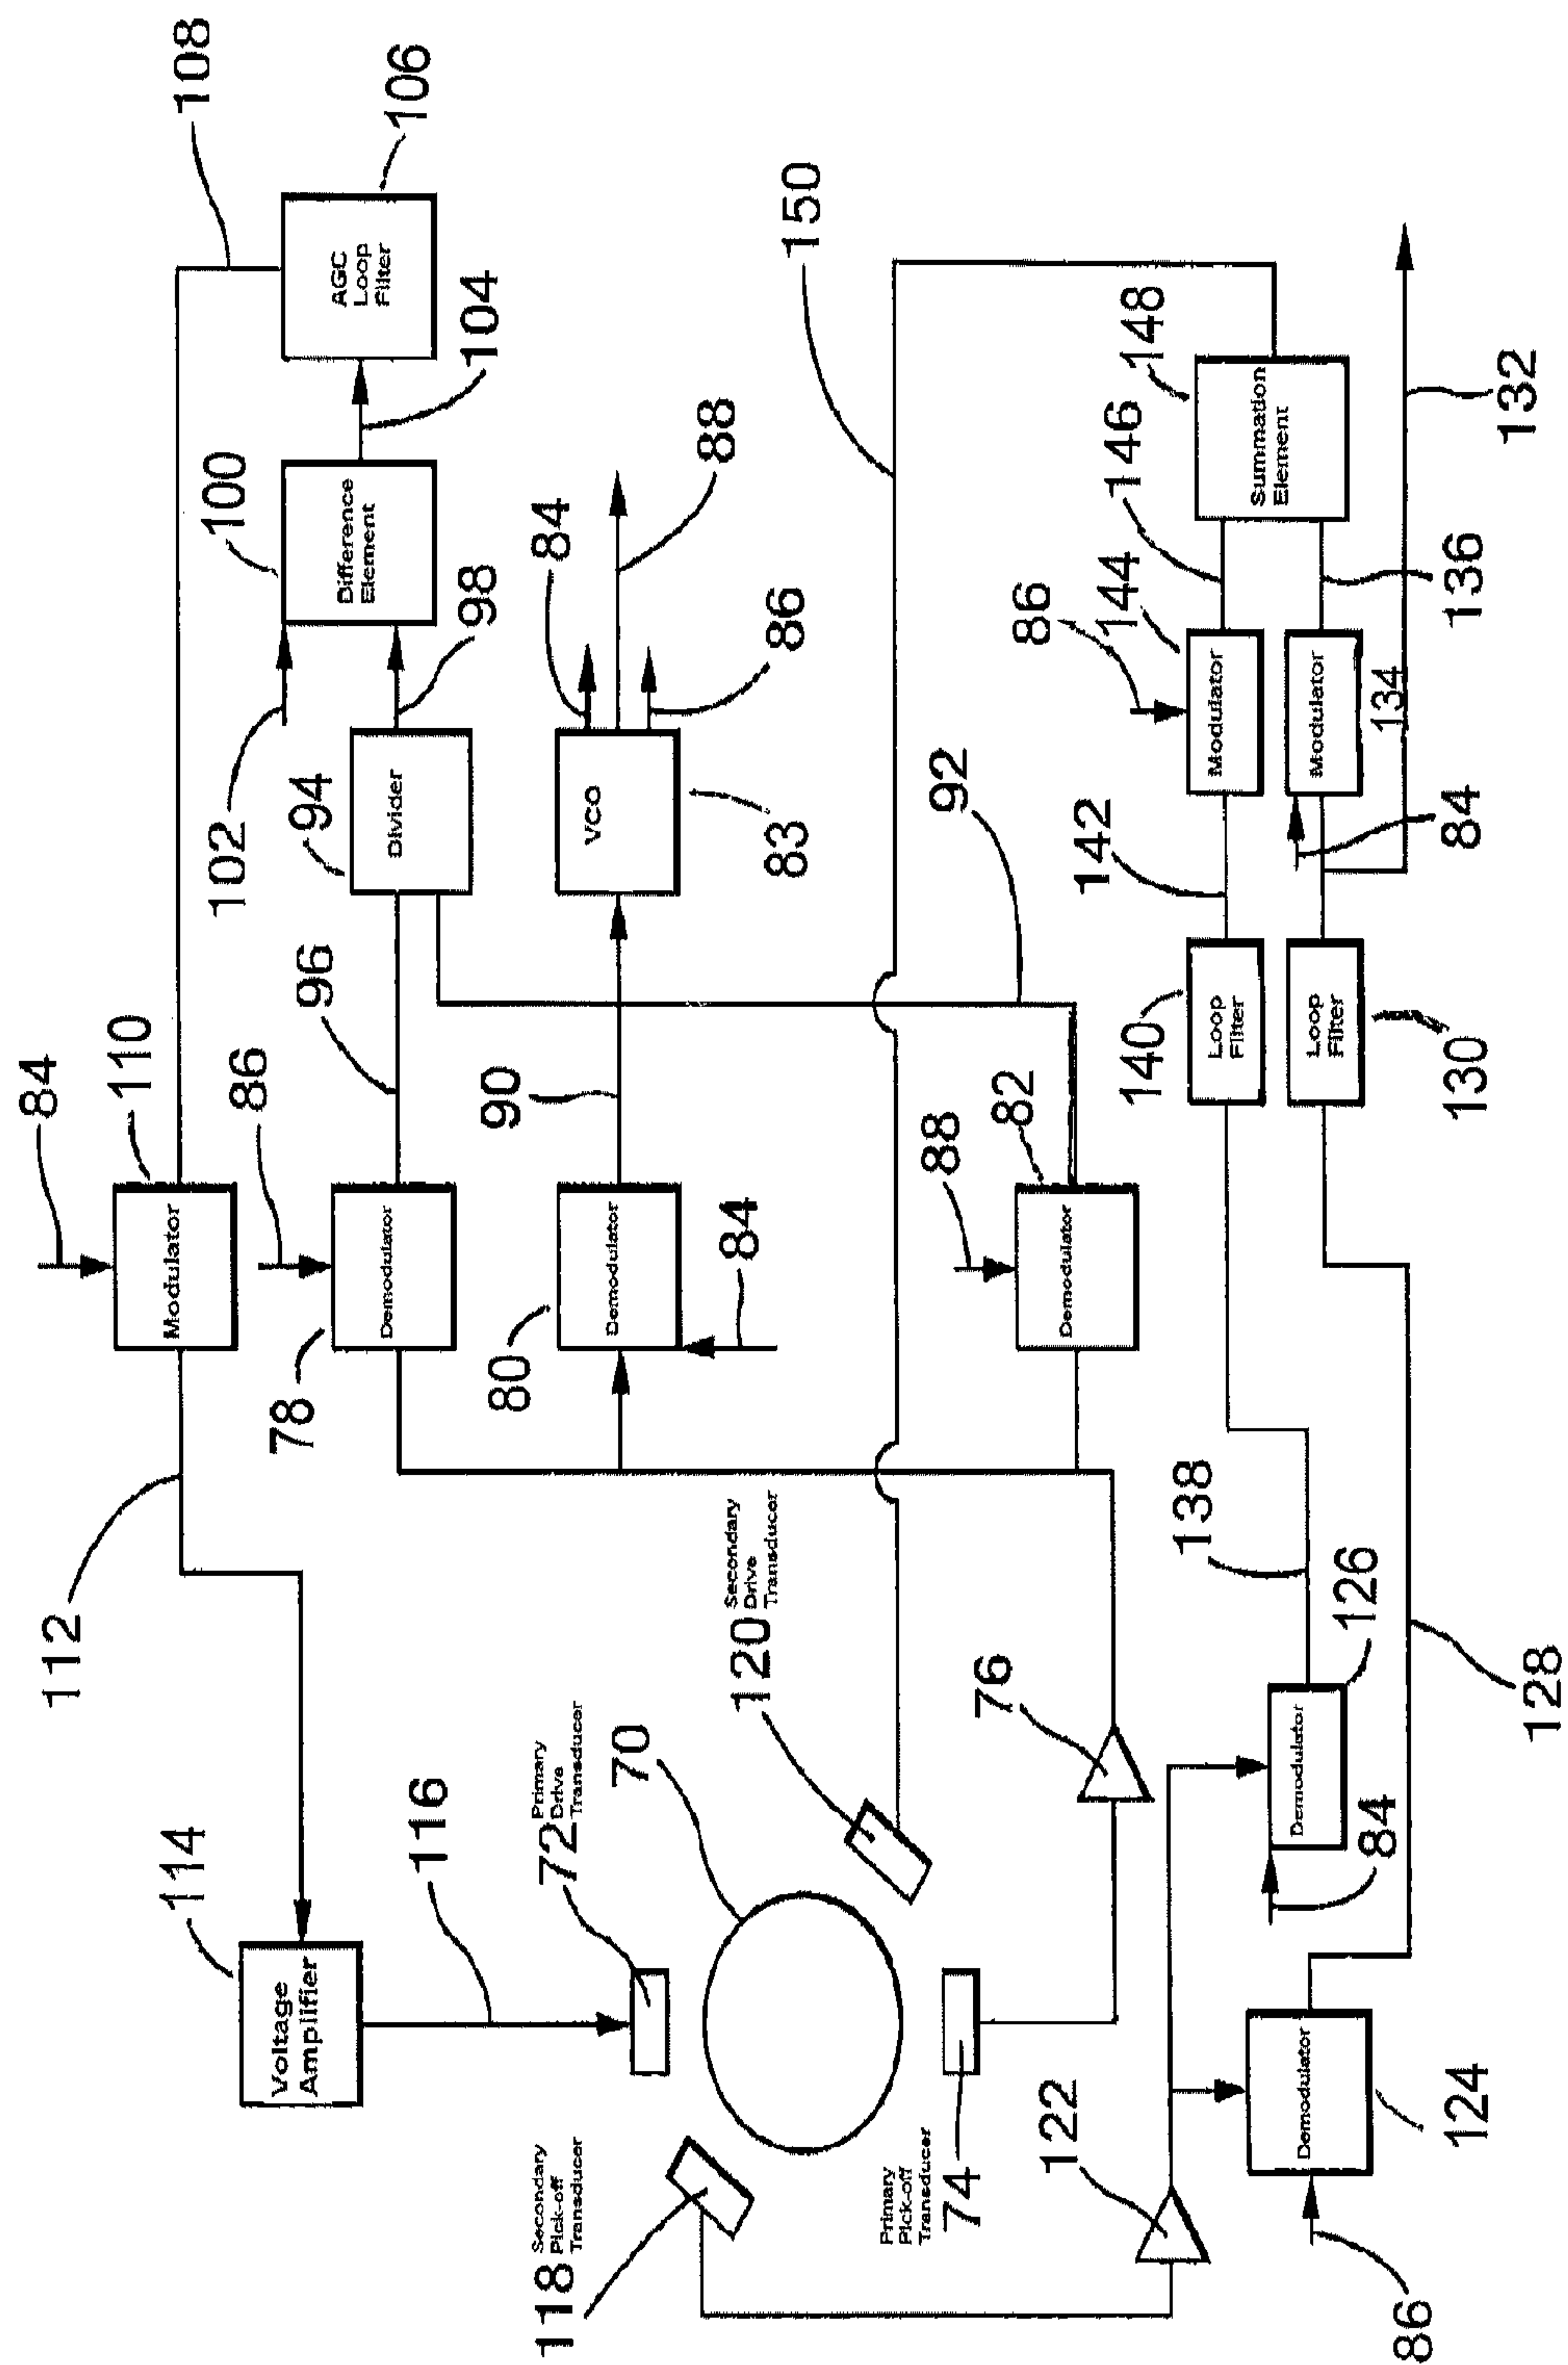 108
106
AGC
Loop
Filter
104
100
Difference
Element
102
98
94
Divider
84
88
86
VCO
83
96
92
90
84
110
Modulator
86
78
Demodulator
80
Demodulator
84
88
82
Demodulator
112
114
Voltage
Amplifier
116
72
Primary
Drive
Transducer
70
120
Secondary
Drive
Transducer
76
118
Secondary
Pick-off
Transducer
Primary
Pick-off
Transducer
74
122
150
148
Summation
Element
132
146
136
86
144
Modulator
Modulator
134
84
142
140
Loop
Filter
Loop
Filter
130
138
126
Demodulator
84
128
124
Demodulator
86